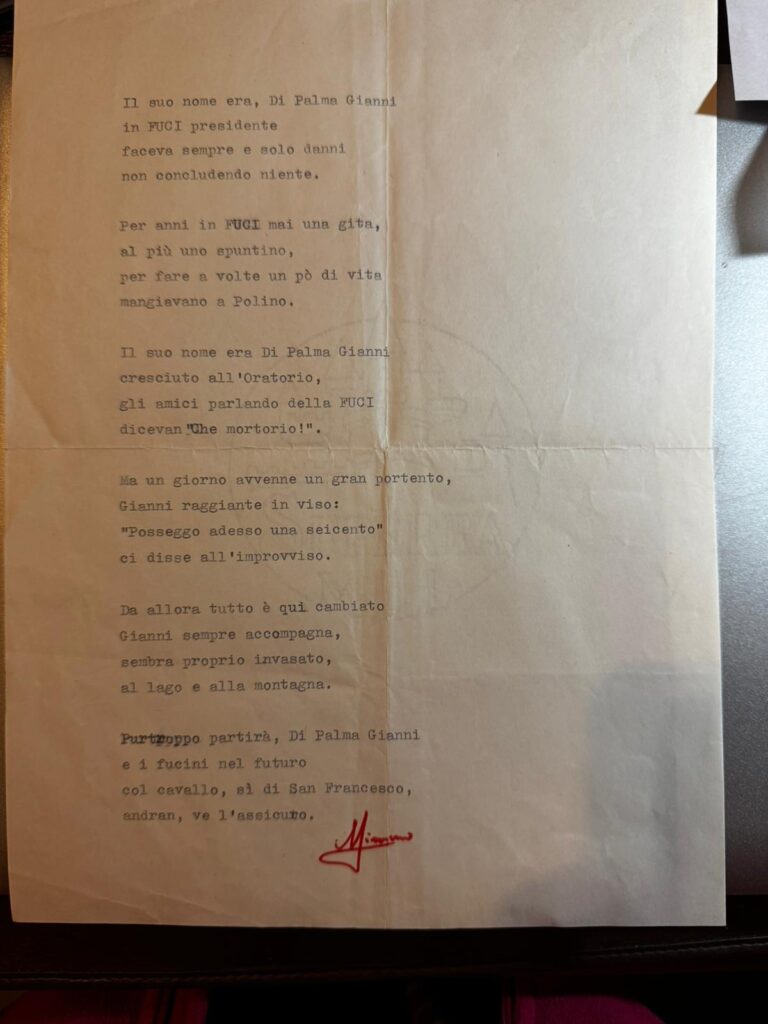 Il suo nome era, Di Palma Gianni
in FUCI presidente
faceva sempre e solo danni
non concludendo niente.
Per anni in FUCI mai una gita,
al più uno spuntino,
per fare a volte un pò di vita
mangiavano a Polino.
Il suo nome era Di Palma Gianni
cresciuto all'Oratorio,
gli amici parlando della FUCI
dicevan "Che mortorio!".
Ma un giorno avvenne un gran portento,
Gianni raggiante in viso:
"Posseggo adesso una seicento"
ci disse all'improvviso.
Da allora tutto è qui cambiato
Gianni sempre accompagna,
sembra proprio invasato,
al lago e alla montagna.
Purtroppo partirà, Di Palma Gianni
e i fucini nel futuro
col cavallo, sì di San Francesco,
andran, ve l'assicuro.